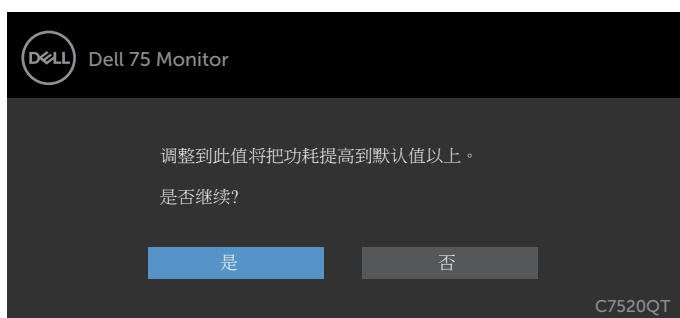 DELL
Dell 75 Monitor
调整到此值将把功耗提高到默认值以上。
是否继续?
是
否
C7520QT